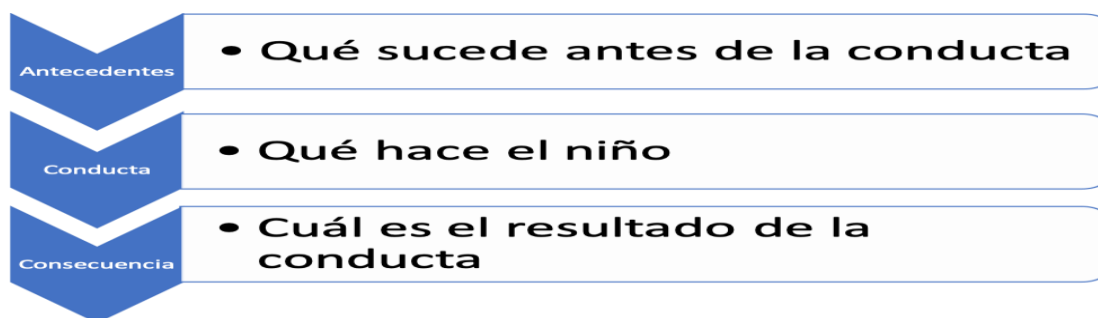 Antecedentes
• Qué sucede antes de la conducta
Conducta
• Qué hace el niño
Consecuencia
• Cuál es el resultado de la
conducta